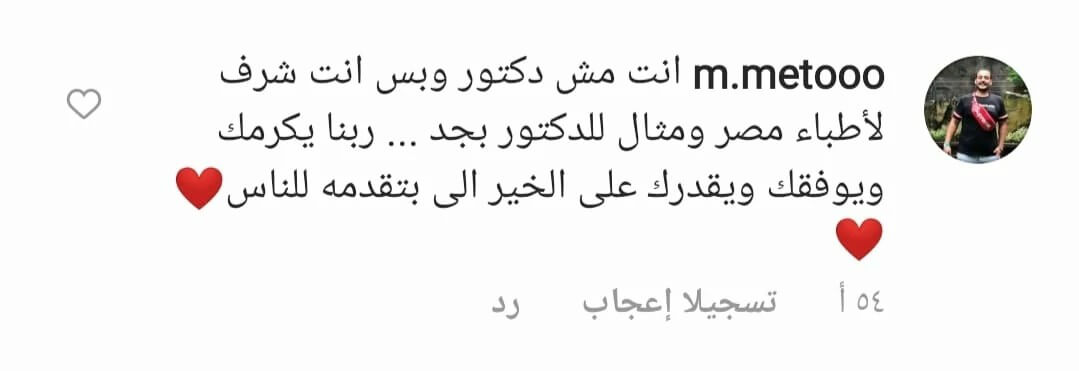 m.metooo انت مش دكتور وبس انت شرف
لأطباء مصر ومثال للدكتور بجد ... ربنا يكرمك
ويوفقك ويقدرك على الخير الى بتقدمه للناس❤️
❤️
٥٤ أ تسجيلا إعجاب رد